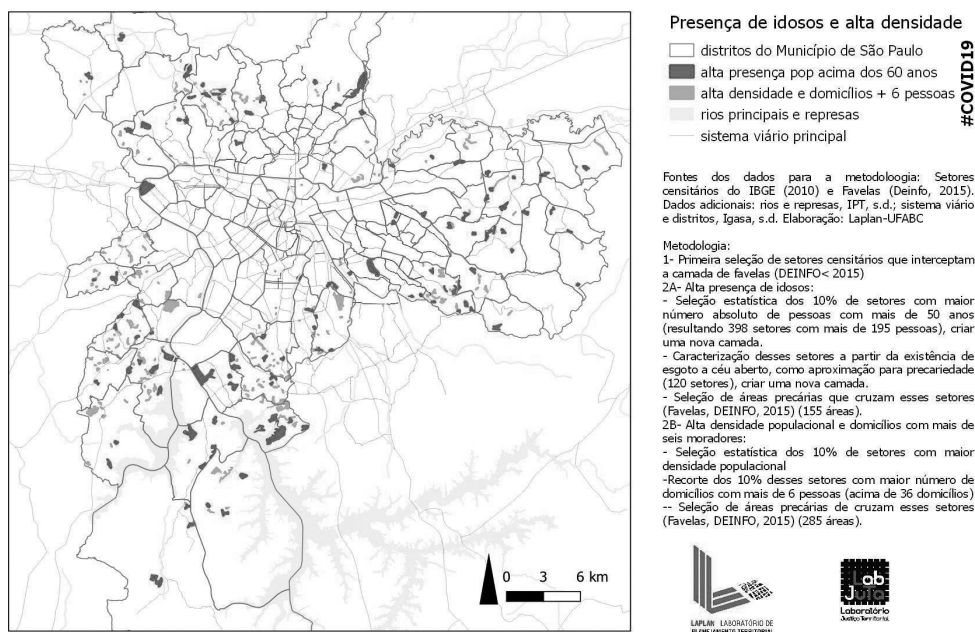 Presença de idosos e alta densidade
distritos do Município de São Paulo
alta presença pop acima dos 60 anos
alta densidade e domicílios + 6 pessoas
rios principais e represas
sistema viário principal
#COVID19
Fontes dos dados para a metodoloogia: Setores
censitários do IBGE (2010) e Favelas (Deinfo, 2015).
Dados adicionais: rios e represas, IPT, s.d.; sistema viário
e distritos, Igasa, s.d. Elaboração: Laplan-UFABC
Metodologia:
1- Primeira seleção de setores censitários que interceptam
a camada de favelas (DEINFO< 2015)
2A- Alta presença de idosos:
- Seleção estatística dos 10% de setores com maior
número absoluto de pessoas com mais de 50 anos
(resultando 398 setores com mais de 195 pessoas), criar
uma nova camada.
- Caracterização desses setores a partir da existência de
esgoto a céu aberto, como aproximação para precariedade
(120 setores), criar uma nova camada.
- Seleção de áreas precárias que cruzam esses setores
(Favelas, DEINFO, 2015) (155 áreas).
2B- Alta densidade populacional e domicílios com mais de
seis moradores:
- Seleção estatística dos 10% de setores com maior
densidade populacional
-Recorte dos 10% desses setores com maior número de
domicílios com mais de 6 pessoas (acima de 36 domicílios)
-- Seleção de áreas precárias de cruzam esses setores
(Favelas, DEINFO, 2015) (285 áreas).
0 3 6 km
LAPLAN LABORATÓRIO DE
PLANEJAMENTO TERRITORIAL
Lab
Juta
Laboratório
Justiça Territorial